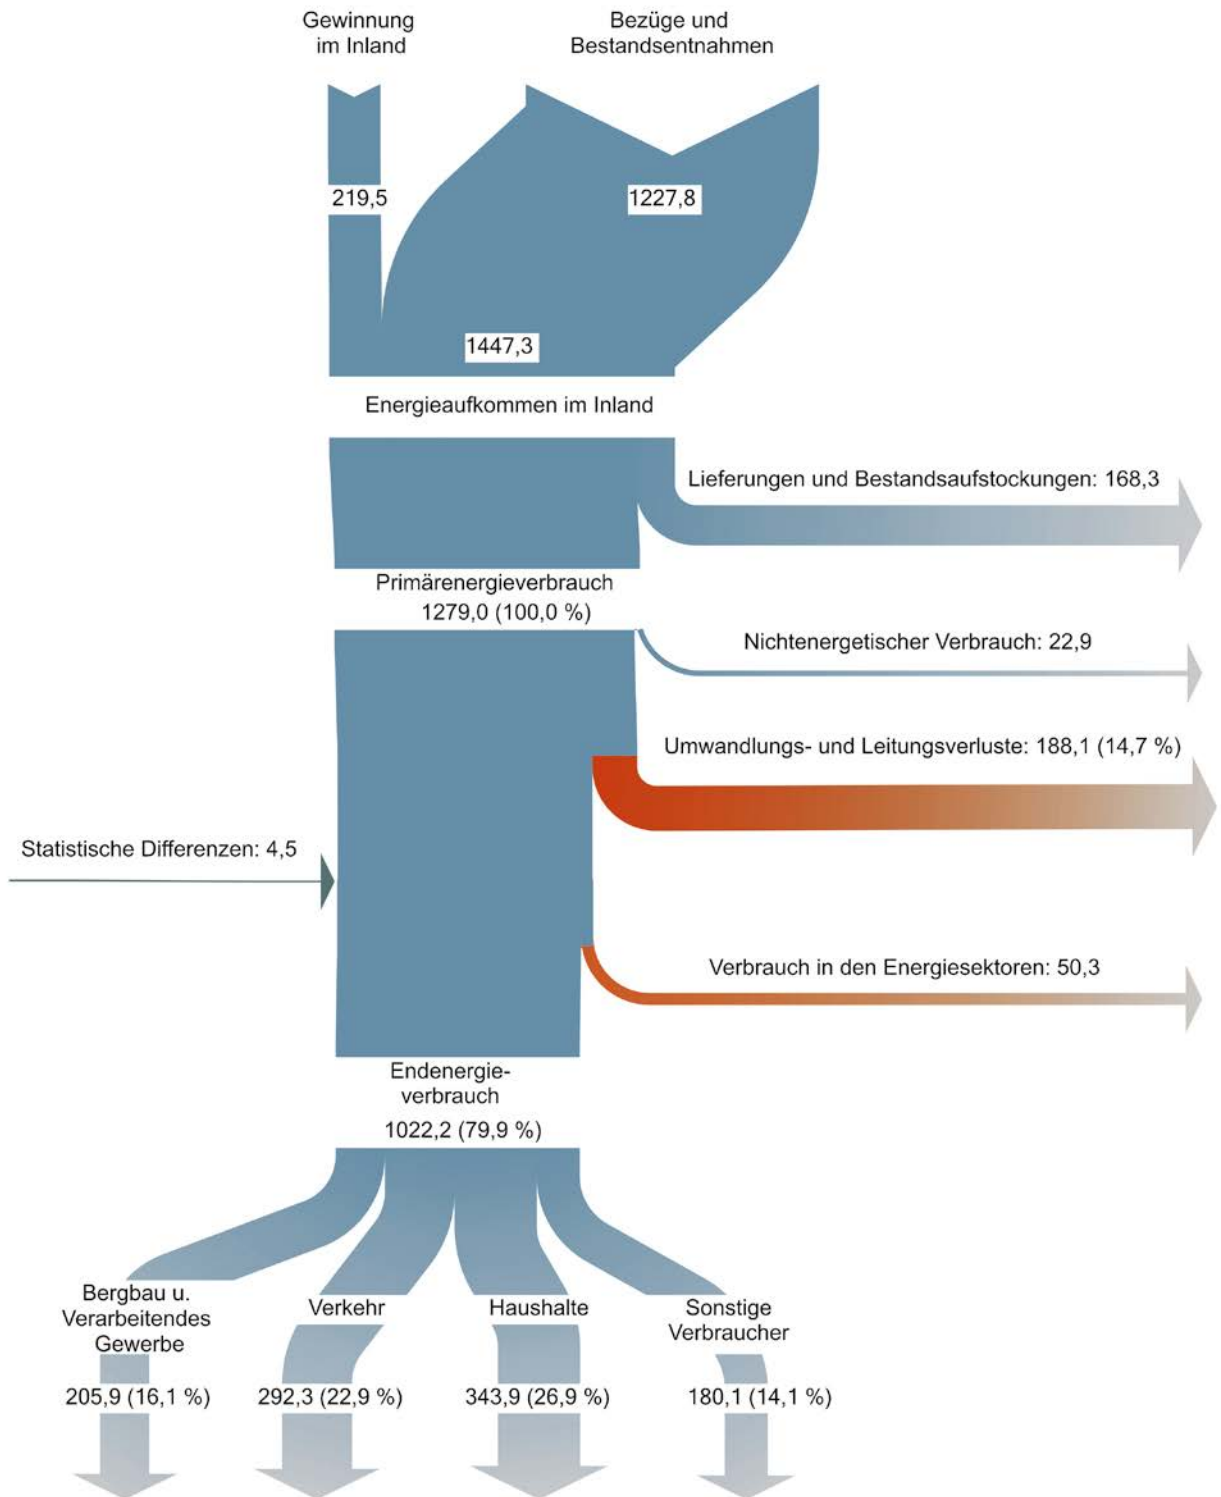 Gewinnung
im Inland
Bezüge und
Bestandsentnahmen
219,5
1227,8
1447,3
Energieaufkommen im Inland
Lieferungen und Bestandsaufstockungen: 168,3
Primärenergieverbrauch
1279,0 (100,0 %)
Nichtenergetischer Verbrauch: 22,9
Umwandlungs- und Leitungsverluste: 188,1 (14,7 %)
Statistische Differenzen: 4,5
Verbrauch in den Energiesektoren: 50,3
Endenergie-
verbrauch
1022,2 (79,9 %)
Bergbau u.
Verarbeitendes
Gewerbe
Verkehr
Haushalte
Sonstige
Verbraucher
205,9 (16,1 %)
292,3 (22,9 %)
343,9 (26,9 %)
180,1 (14,1 %)